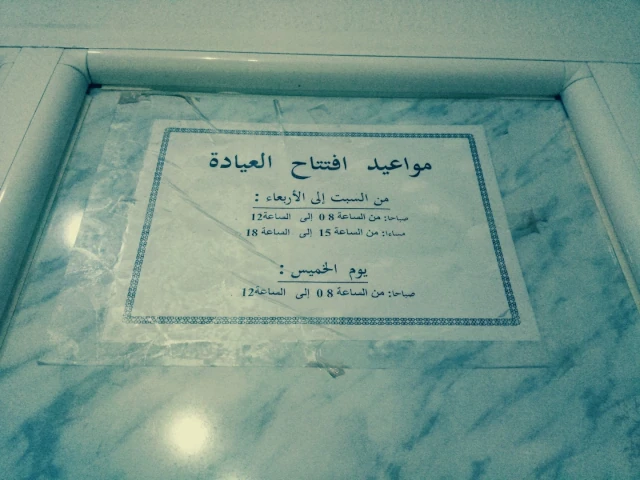 مواعيد افتتاح العيادة
من السبت إلى الأربعاء :
صباحا: من الساعة 08 إلى الساعة12
مساءا: من الساعة 15 إلى الساعة 18
يوم الخميس :
صباحا: من الساعة 08 إلى الساعة12